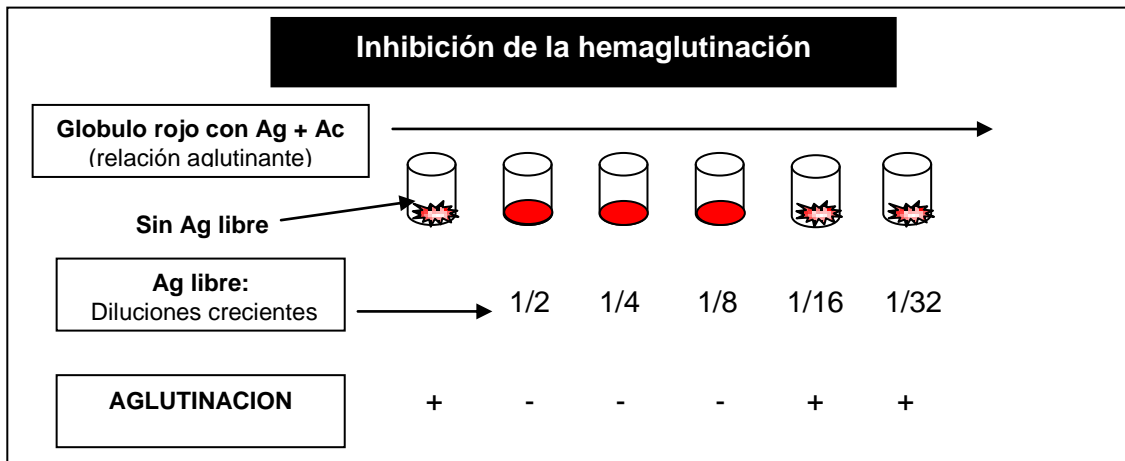 Inhibición de la hemaglutinación
Globulo rojo con Ag + Ac
(relación aglutinante)
Sin Ag libre
Ag libre:
Diluciones crecientes
1/2 1/4 1/8 1/16 1/32
AGLUTINACION + - - - + +